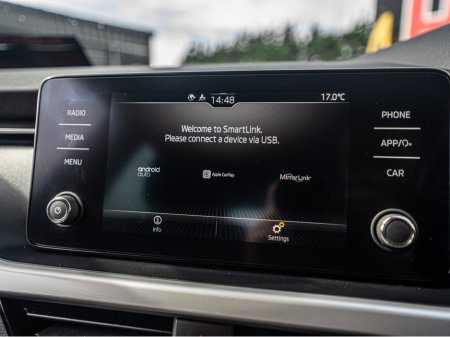 14:48
17.0°C
RADIO
MEDIA
MENU
Welcome to SmartLink.
Please connect a device via USB.
android
auto
Apple CarPlay
MirrorLink
PHONE
APP/
CAR
Info
Settings